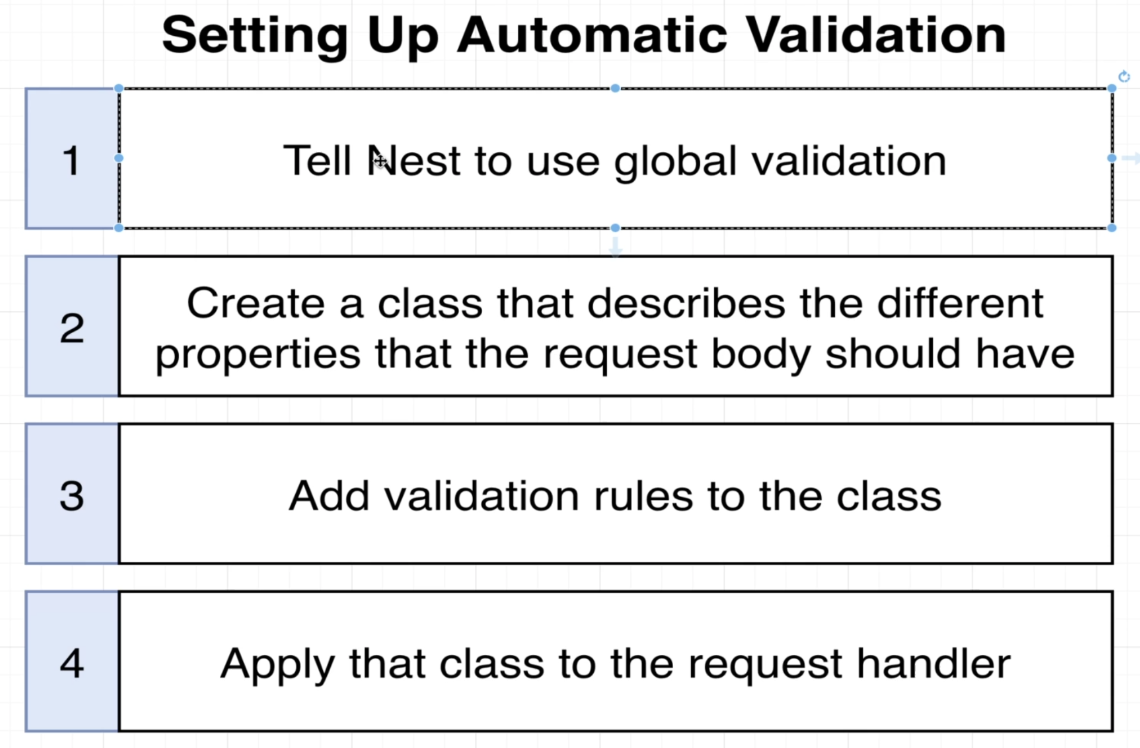 Setting Up Automatic Validation
1
Tell Nest to use global validation
2
Create a class that describes the different
properties that the request body should have
3
Add validation rules to the class
4
Apply that class to the request handler